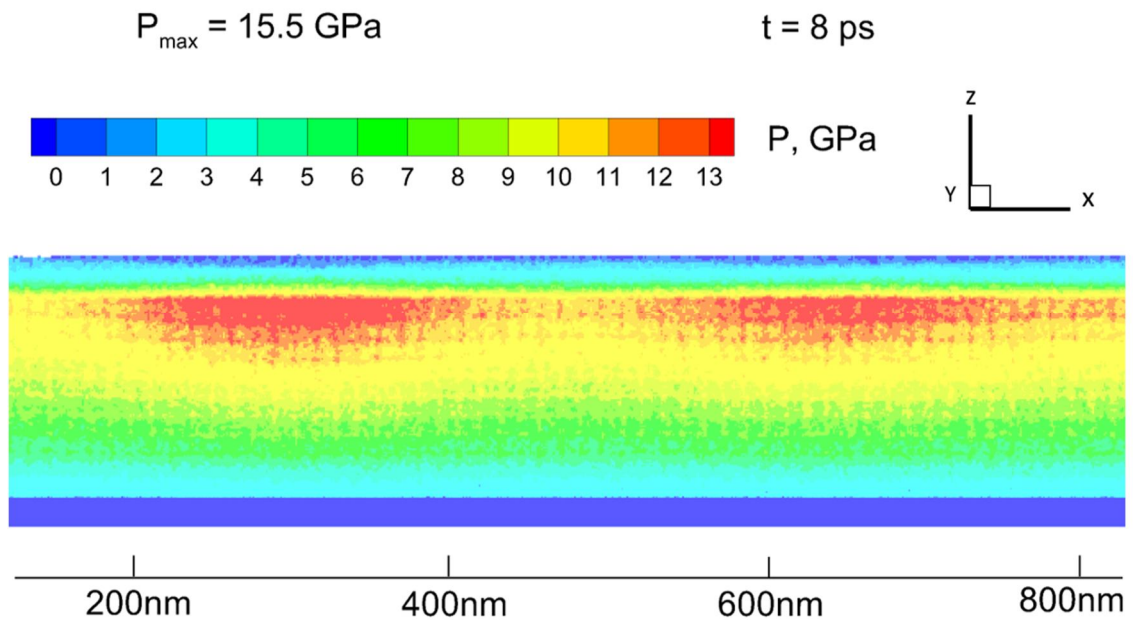 P_max = 15.5 GPa t = 8 ps
0 1 2 3 4 5 6 7 8 9 10 11 12 13 P, GPa
z
Y x
200nm 400nm 600nm 800nm